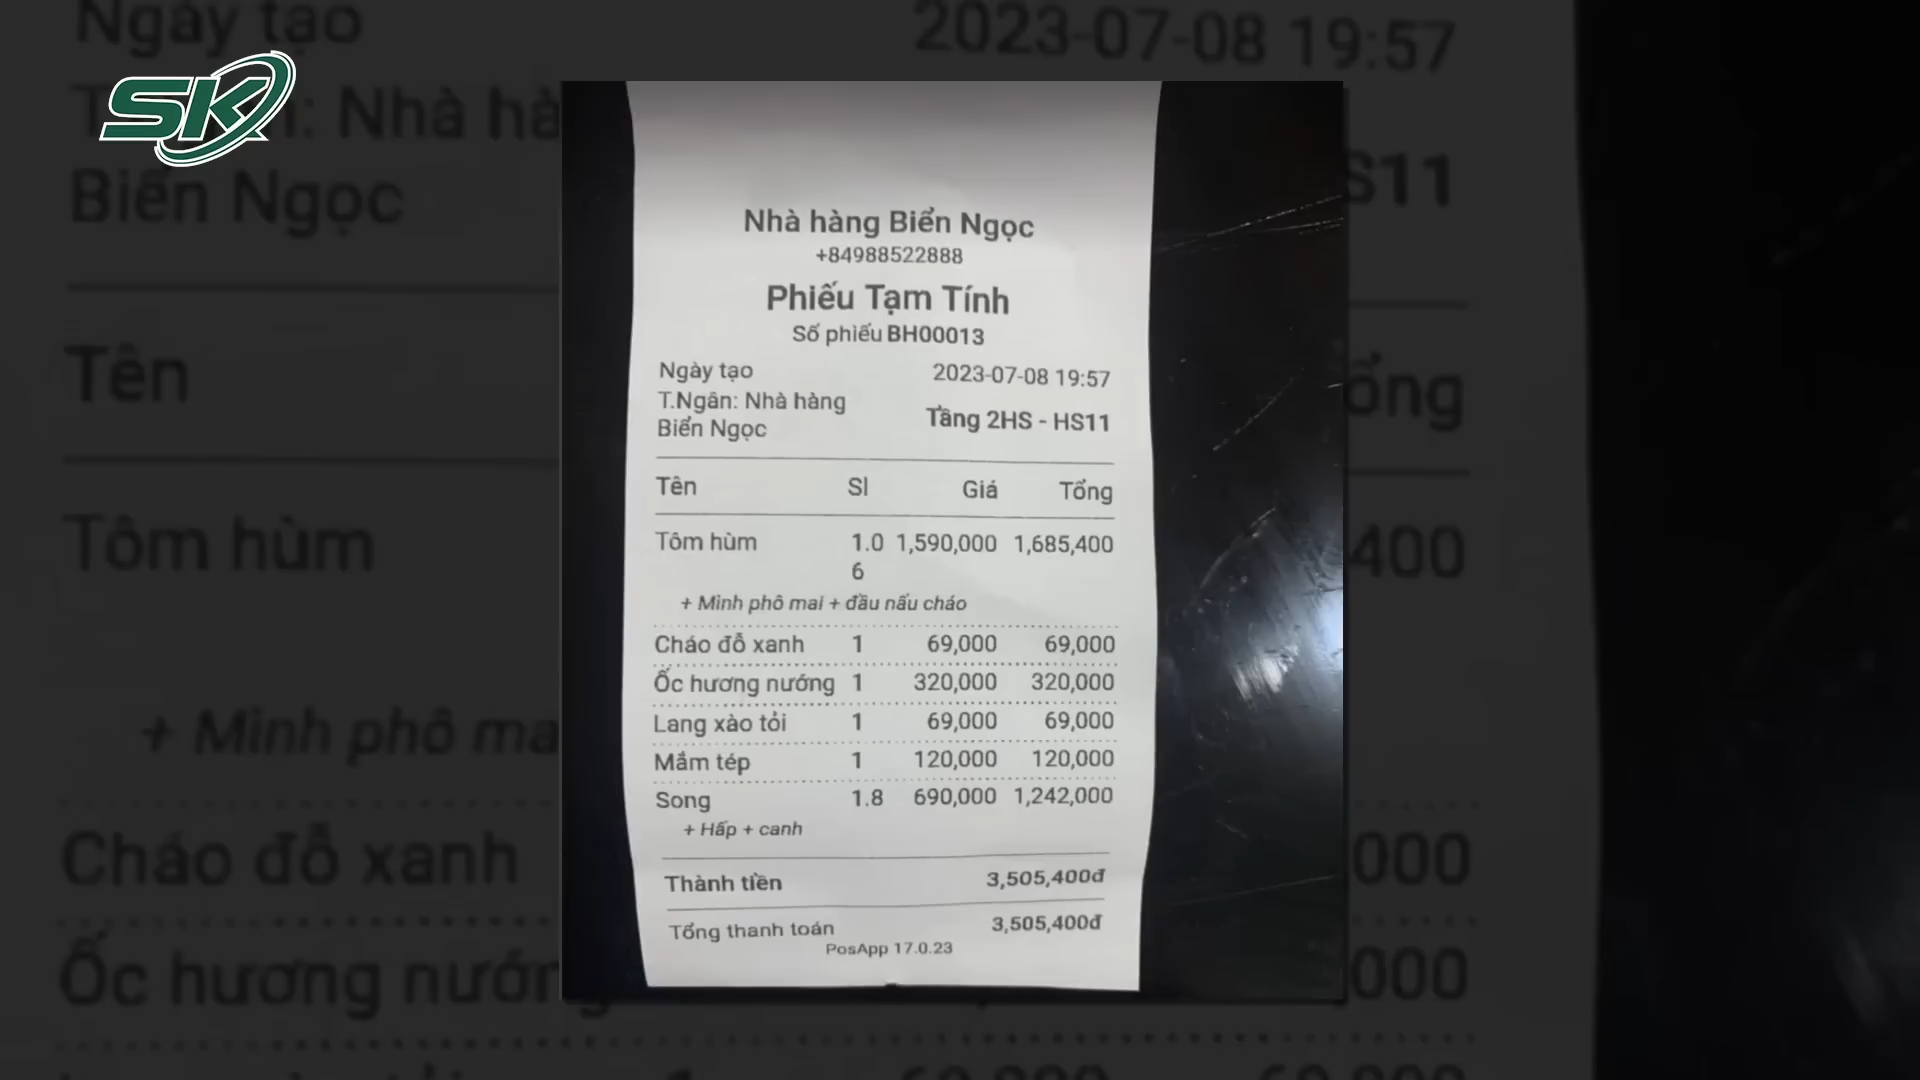 SK
Nhà hàng Biển Ngọc
+84988522888
Phiếu Tạm Tính
Số phiếu BH00013
Ngày tạo 2023-07-08 19:57
T.Ngân: Nhà hàng
Biển Ngọc Tầng 2HS - HS11
Tên Sl Giá Tổng
Tôm hùm 1.0 1,590,000 1,685,400
6
+ Mình phô mai + đầu nấu cháo
Cháo đỗ xanh 1 69,000 69,000
Ốc hương nướng 1 320,000 320,000
Lang xào tỏi 1 69,000 69,000
Mắm tép 1 120,000 120,000
Song 1.8 690,000 1,242,000
+ Hấp + canh
Thành tiền 3,505,400đ
Tổng thanh toán 3,505,400đ
PosApp 17.0.23